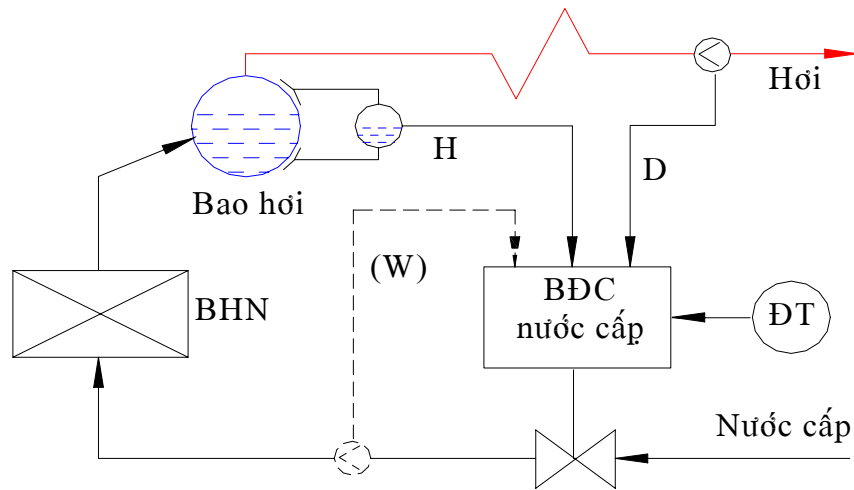 Hơi
H
D
Bao hơi
(W)
BHN
BĐC
nước cấp
ĐT
Nước cấp